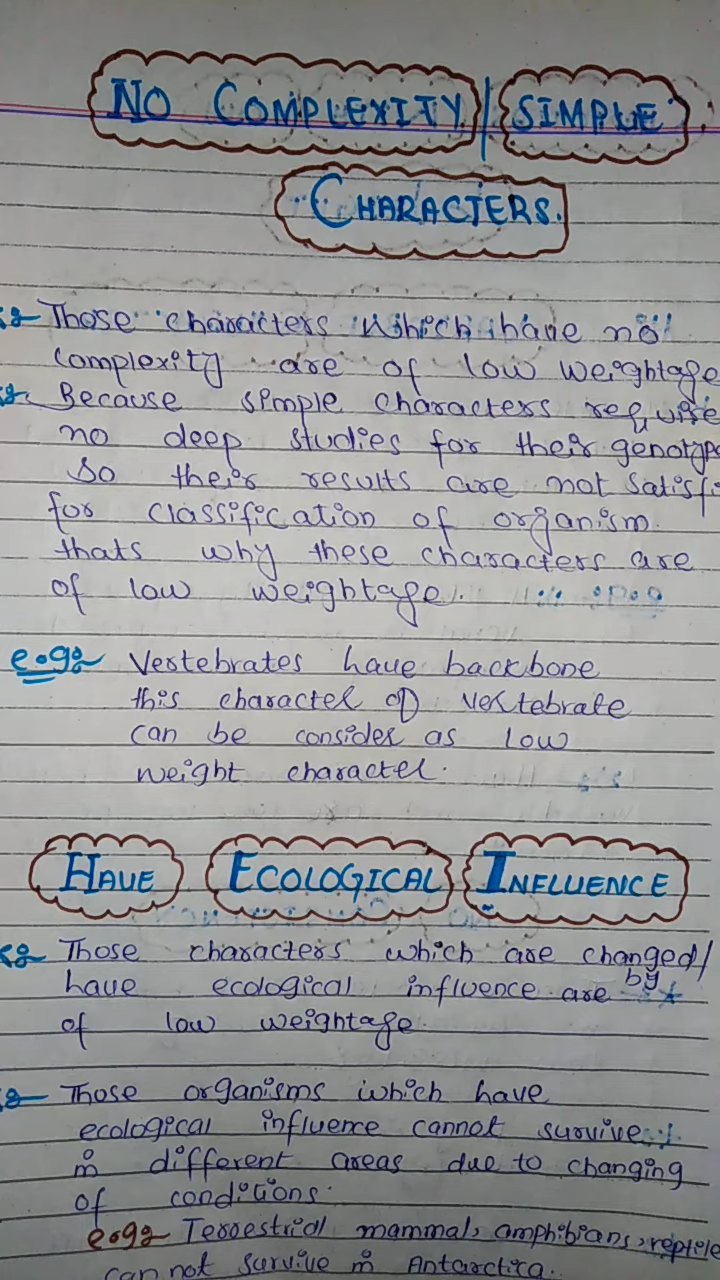 NO COMPLEXITY / SIMPLE
CHARACTERS.
Those characters which have no
complexity are of low weightage
Because simple characters require
no deep studies for their genotype
so their results are not satisfi
for classification of organism.
thats why these characters are
of low weightage.
e.g:- Vertebrates have backbone
this character of vertebrate
can be consider as low
weight character.
HAVE ECOLOGICAL INFLUENCE
Those characters which are changed/
by
have ecological influence are
of low weightage.
Those organisms which have
ecological influence cannot survive
in different areas due to changing
of conditions.
e.g:- Terrestrial mammals, amphibians, reptile
can not survive in Antarctica.